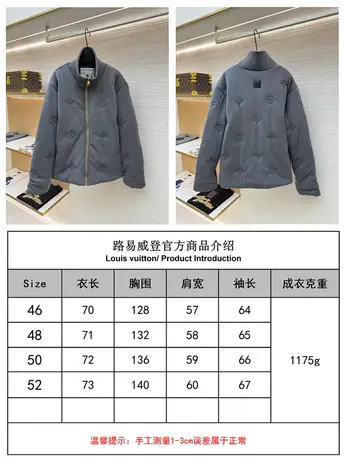 路易威登官方商品介绍
Louis vuitton/ Product Introduction
Size 衣长 胸围 肩宽 袖长 成衣克重
46 70 128 57 64
48 71 132 58 65
50 72 136 59 66 1175g
52 73 140 60 67
温馨提示：手工测量1-3cm误差属于正常